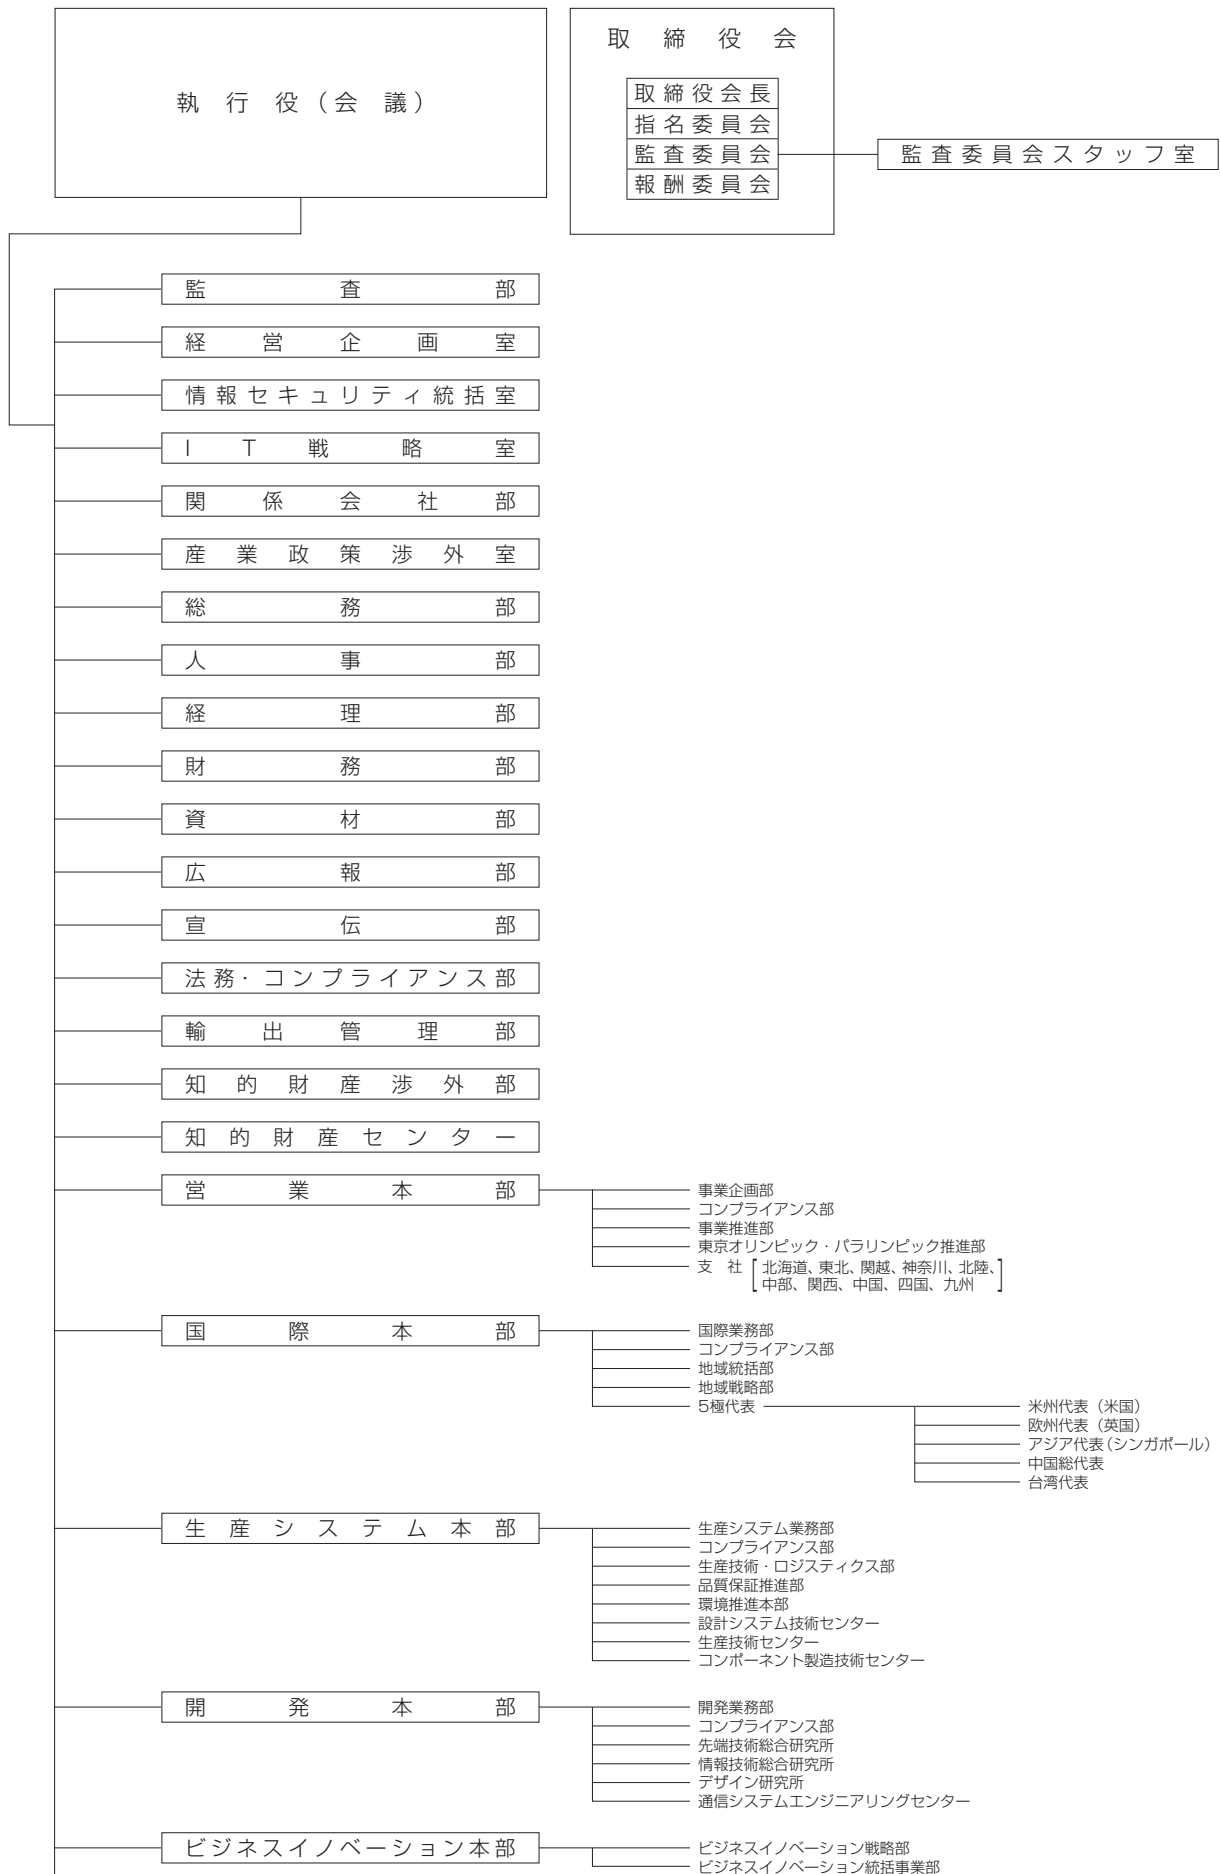 執行役（会議）
取締役会
取締役会長
指名委員会
監査委員会
報酬委員会
監査委員会スタッフ室
監査部
経営企画室
情報セキュリティ統括室
IT戦略室
関係会社部
産業政策渉外室
総務部
人事部
経理部
財務部
資材部
広報部
宣伝部
法務・コンプライアンス部
輸出管理部
知的財産渉外部
知的財産センター
営業本部
事業企画部
コンプライアンス部
事業推進部
東京オリンピック・パラリンピック推進部
支社［北海道、東北、関越、神奈川、北陸、
中部、関西、中国、四国、九州］
国際本部
国際業務部
コンプライアンス部
地域統括部
地域戦略部
5極代表
米州代表（米国）
欧州代表（英国）
アジア代表（シンガポール）
中国総代表
台湾代表
生産システム本部
生産システム業務部
コンプライアンス部
生産技術・ロジスティクス部
品質保証推進部
環境推進本部
設計システム技術センター
生産技術センター
コンポーネント製造技術センター
開発本部
開発業務部
コンプライアンス部
先端技術総合研究所
情報技術総合研究所
デザイン研究所
通信システムエンジニアリングセンター
ビジネスイノベーション本部
ビジネスイノベーション戦略部
ビジネスイノベーション統括事業部